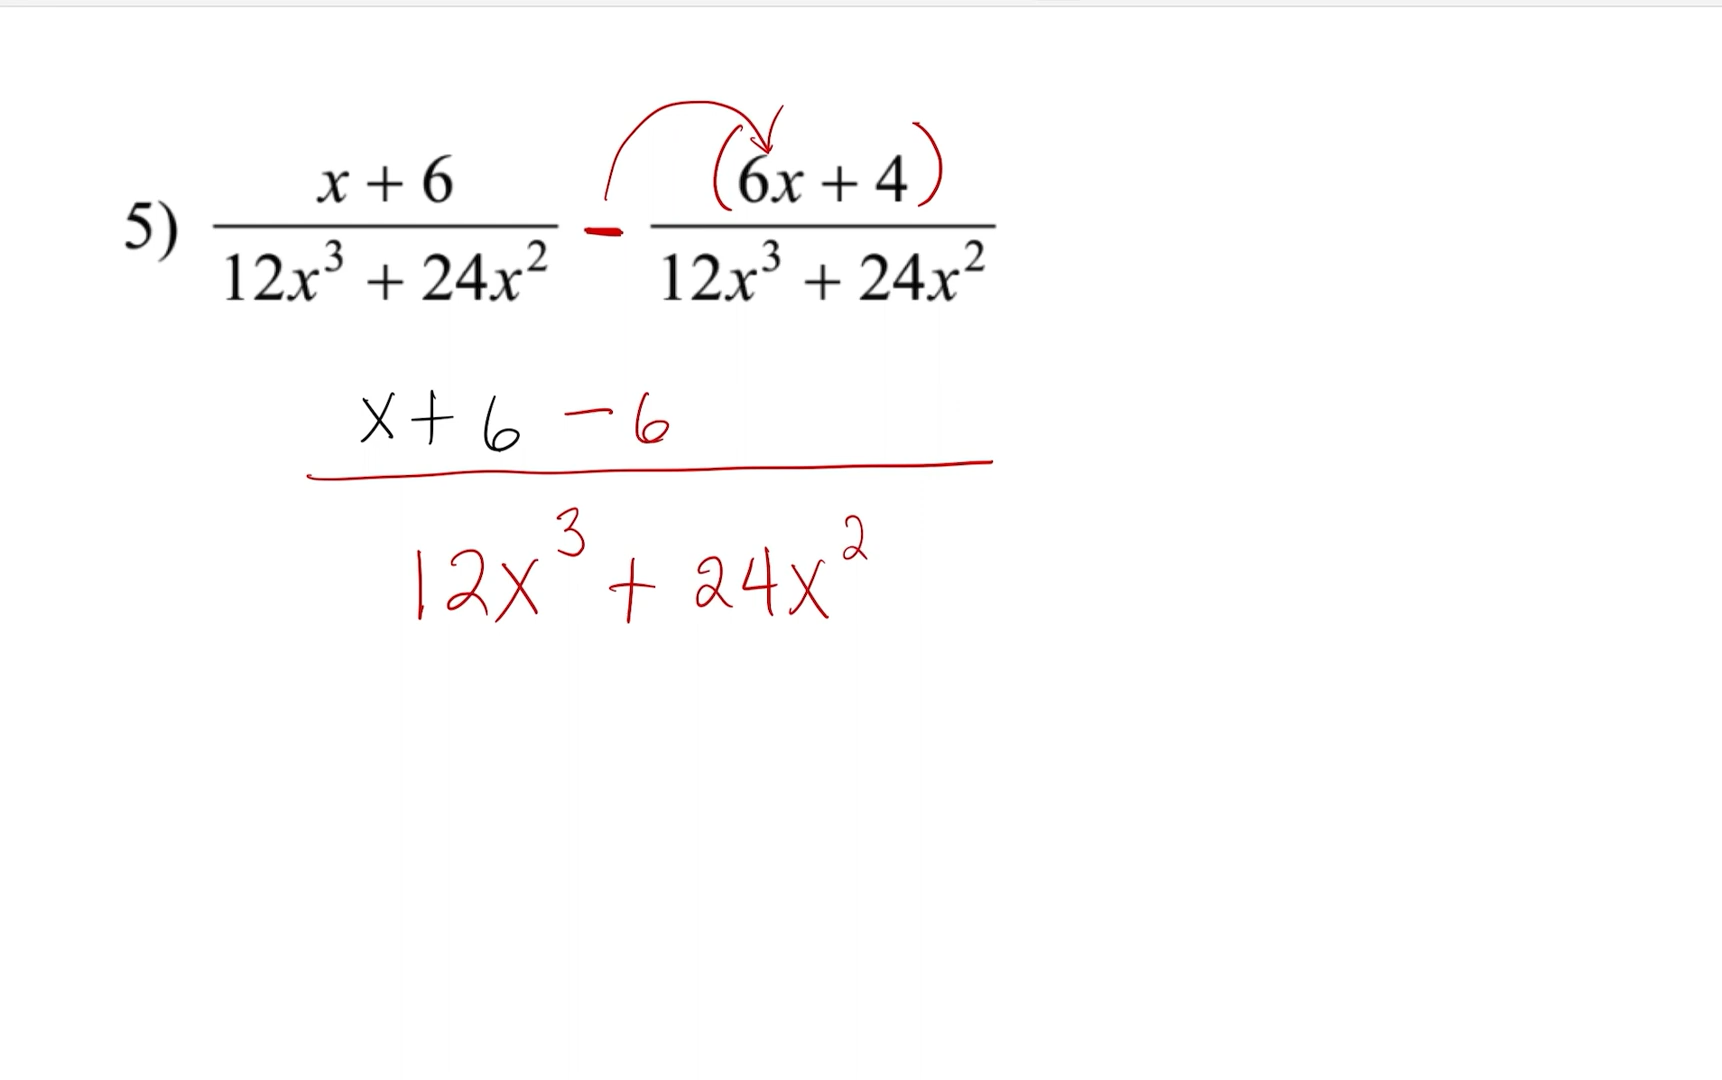 x + 6 (6x + 4)
5) ───── − ─────
12x³ + 24x² 12x³ + 24x²
x + 6 − 6
12x³ + 24x²